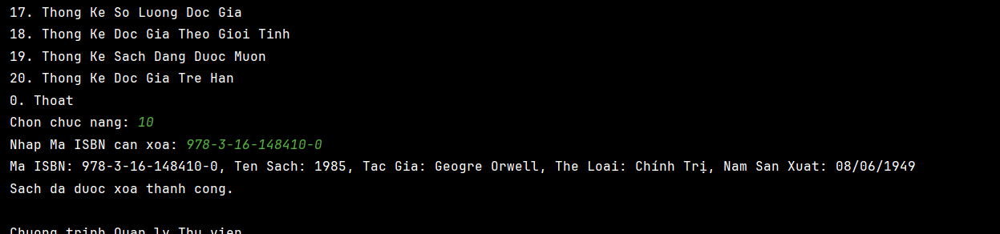 17. Thong Ke So Luong Doc Gia
18. Thong Ke Doc Gia Theo Gioi Tinh
19. Thong Ke Sach Dang Duoc Muon
20. Thong Ke Doc Gia Tre Han
0. Thoat
Chon chuc nang: 10
Nhap Ma ISBN can xoa: 978-3-16-148410-0
Ma ISBN: 978-3-16-148410-0, Ten Sach: 1985, Tac Gia: Geogre Orwell, The Loai: Chính Trị, Nam San Xuat: 08/06/1949
Sach da duoc xoa thanh cong.
Chuong trinh Quan ly Thu vien